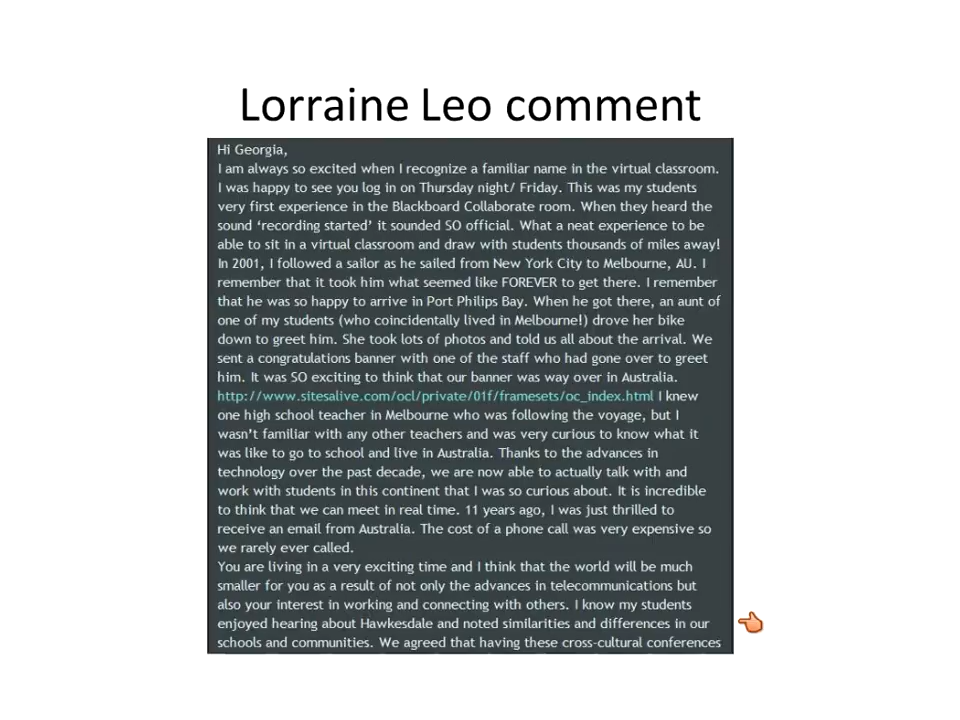 Lorraine Leo comment
Hi Georgia,
I am always so excited when I recognize a familiar name in the virtual classroom.
I was happy to see you log in on Thursday night/ Friday. This was my students
very first experience in the Blackboard Collaborate room. When they heard the
sound ‘recording started’ it sounded SO official. What a neat experience to be
able to sit in a virtual classroom and draw with students thousands of miles away!
In 2001, I followed a sailor as he sailed from New York City to Melbourne, AU. I
remember that it took him what seemed like FOREVER to get there. I remember
that he was so happy to arrive in Port Philips Bay. When he got there, an aunt of
one of my students (who coincidentally lived in Melbourne!) drove her bike
down to greet him. She took lots of photos and told us all about the arrival. We
sent a congratulations banner with one of the staff who had gone over to greet
him. It was SO exciting to think that our banner was way over in Australia.
http://www.sitesalive.com/ocl/private/01f/framesets/oc_index.html I knew
one high school teacher in Melbourne who was following the voyage, but I
wasn’t familiar with any other teachers and was very curious to know what it
was like to go to school and live in Australia. Thanks to the advances in
technology over the past decade, we are now able to actually talk with and
work with students in this continent that I was so curious about. It is incredible
to think that we can meet in real time. 11 years ago, I was just thrilled to
receive an email from Australia. The cost of a phone call was very expensive so
we rarely ever called.
You are living in a very exciting time and I think that the world will be much
smaller for you as a result of not only the advances in telecommunications but
also your interest in working and connecting with others. I know my students
enjoyed hearing about Hawkesdale and noted similarities and differences in our
schools and communities. We agreed that having these cross-cultural conferences